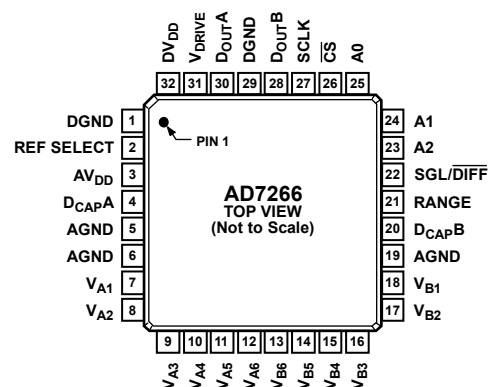 DVDD VDRIVE DOUTA DGND DOUTB SCLK C̅S̅ A0
32 31 30 29 28 27 26 25
DGND 1
REF SELECT 2
AVDD 3
DCAPA 4
AGND 5
AGND 6
VA1 7
VA2 8
PIN 1
AD7266
TOP VIEW
(Not to Scale)
24 A1
23 A2
22 SGL/D̅I̅F̅F̅
21 RANGE
20 DCAPB
19 AGND
18 VB1
17 VB2
9 10 11 12 13 14 15 16
VA3 VA4 VA5 VA6 VB6 VB5 VB4 VB3